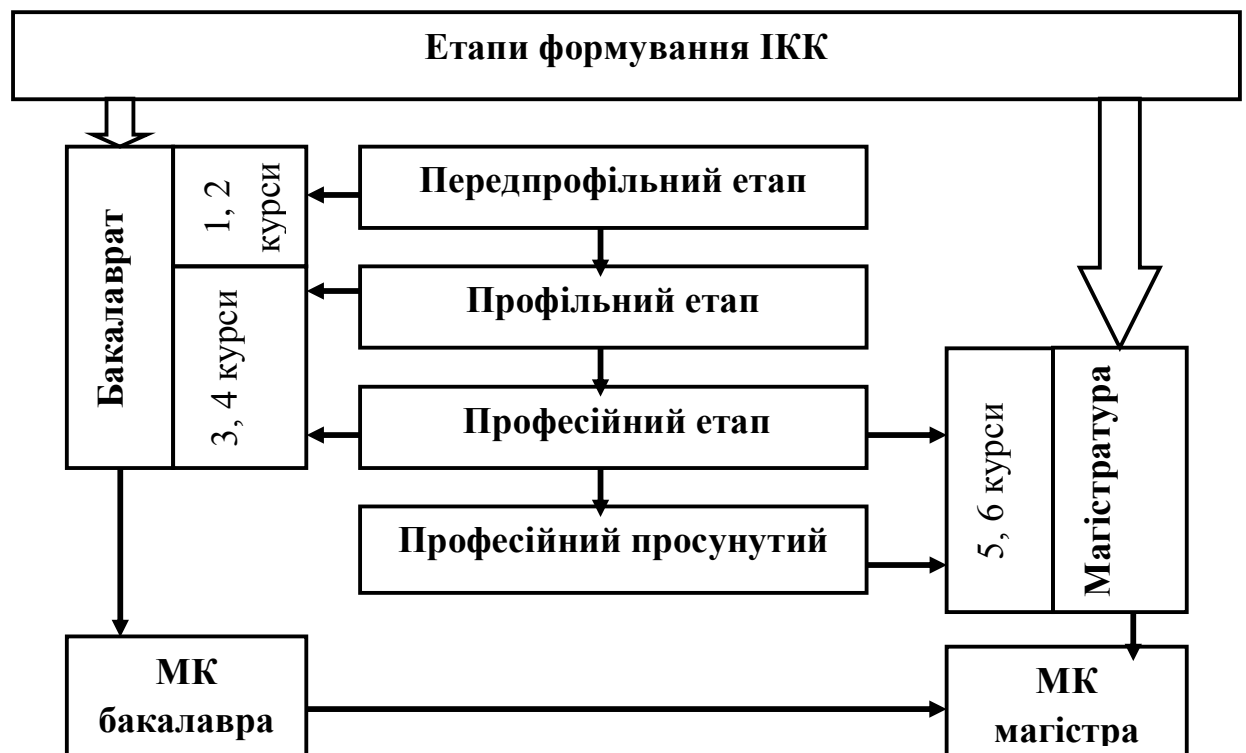 Етапи формування ІКК
Бакалаврат
1, 2
курси
3, 4 курси
Передпрофільний етап
Профільний етап
Професійний етап
Професійний просунутий
5, 6 курси
Магістратура
МК
бакалавра
МК
магістра